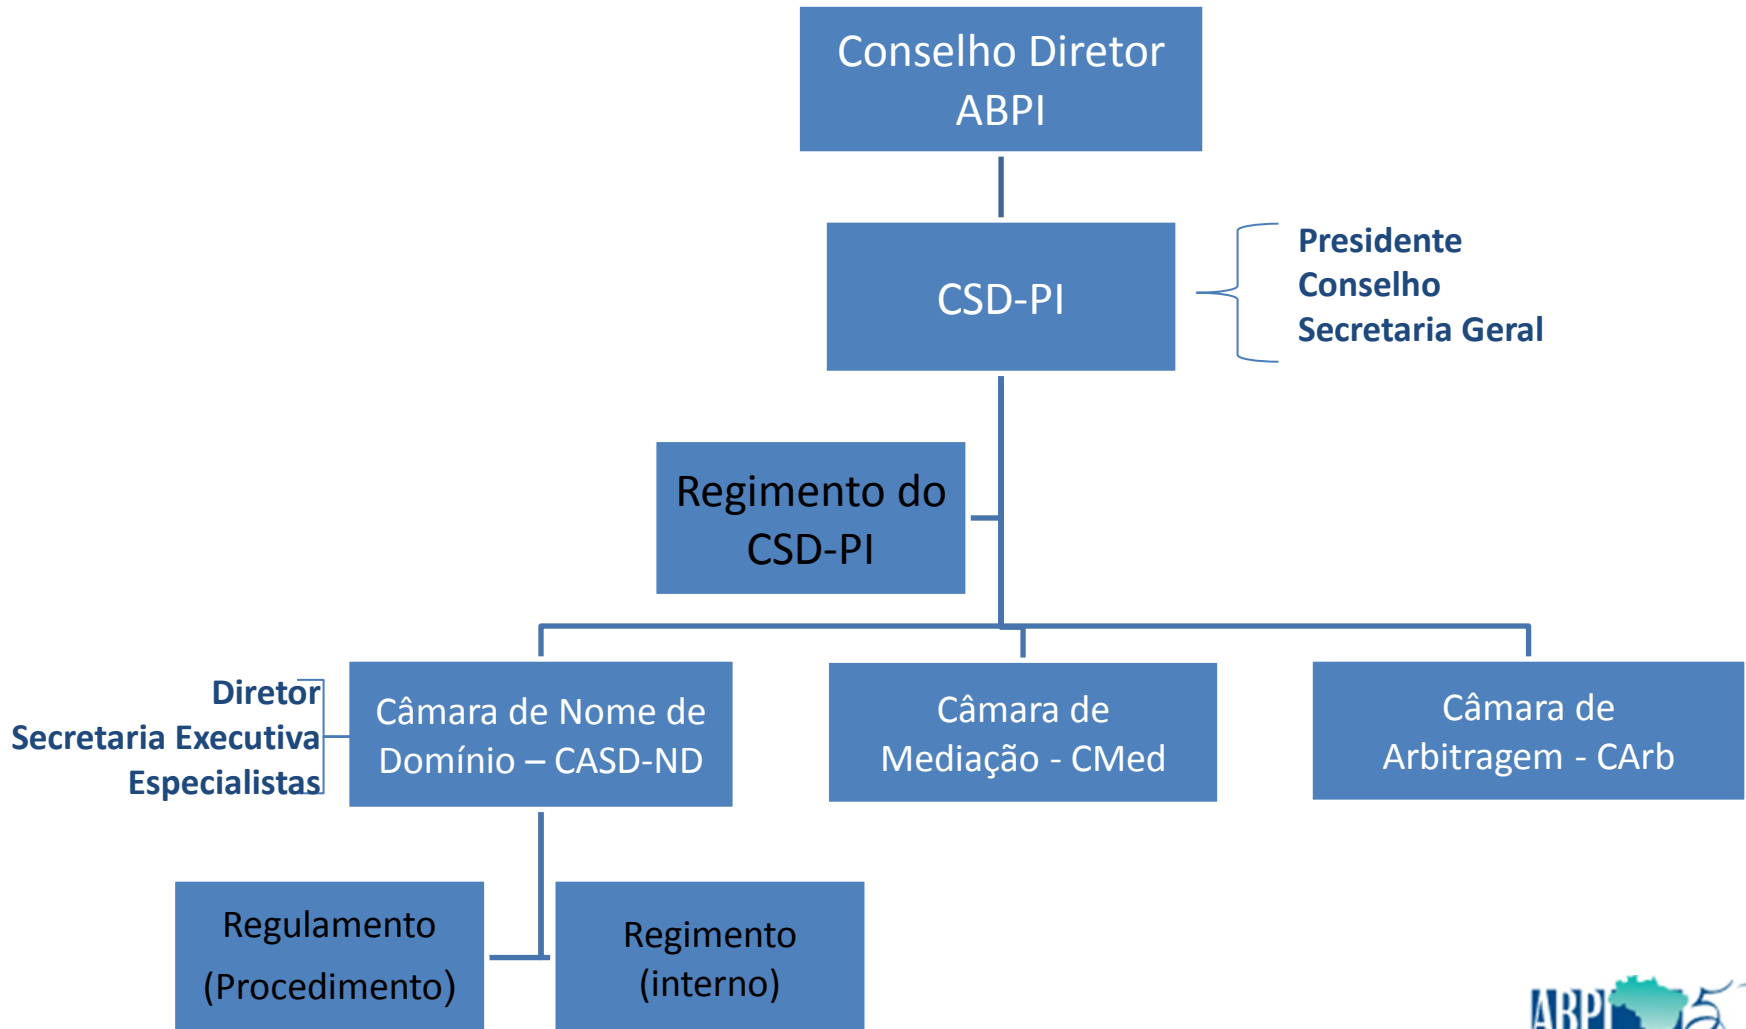 Conselho Diretor
ABPI
CSD-PI
Presidente
Conselho
Secretaria Geral
Regimento do
CSD-PI
Diretor
Secretaria Executiva
Especialistas
Câmara de Nome de
Domínio – CASD-ND
Câmara de
Mediação - CMed
Câmara de
Arbitragem - CArb
Regulamento
(Procedimento)
Regimento
(interno)
ABPI